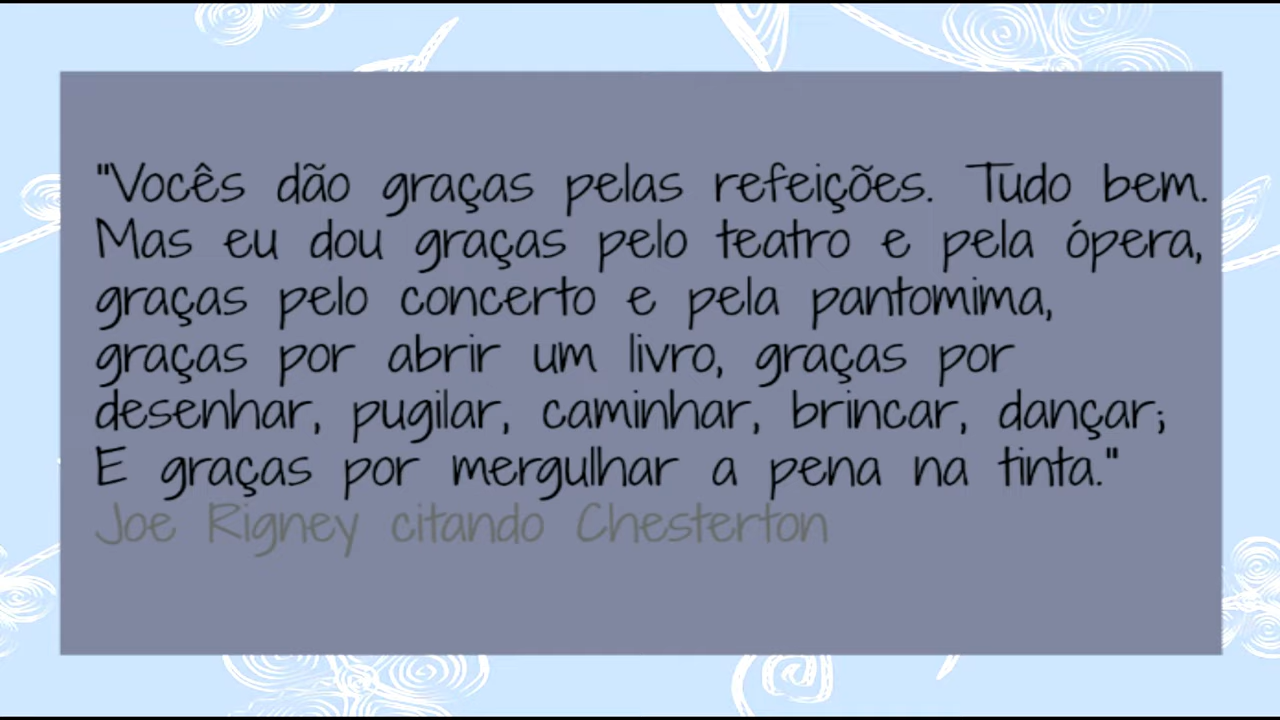 "Vocês dão graças pelas refeições. Tudo bem.
Mas eu dou graças pelo teatro e pela ópera,
graças pelo concerto e pela pantomima,
graças por abrir um livro, graças por
desenhar, pugilar, caminhar, brincar, dançar;
E graças por mergulhar a pena na tinta."
Joe Rigney citando Chesterton